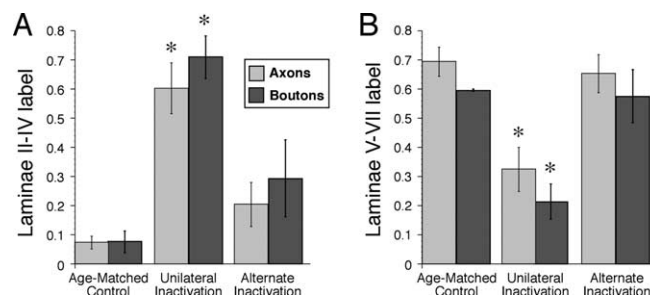 A
Laminae II-IV label
0.8
0.7
0.6
0.5
0.4
0.3
0.2
0.1
0
*
*
Axons
Boutons
Age-Matched
Control
Unilateral
Inactivation
Alternate
Inactivation
B
Laminae V-VII label
0.8
0.7
0.6
0.5
0.4
0.3
0.2
0.1
0
*
*
Age-Matched
Control
Unilateral
Inactivation
Alternate Inactivation